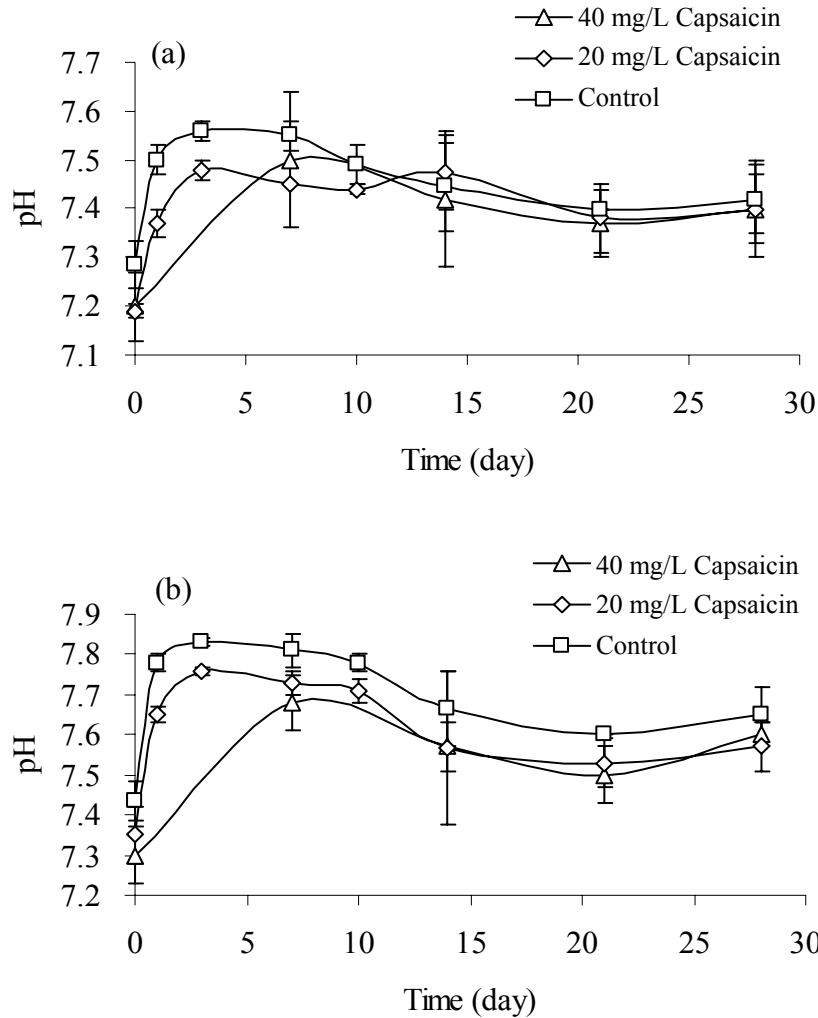 40 mg/L Capsaicin
(a)
20 mg/L Capsaicin
Control
7.7
7.6
7.5
7.4
7.3
7.2
7.1
pH
0 5 10 15 20 25 30
Time (day)
40 mg/L Capsaicin
(b)
20 mg/L Capsaicin
Control
7.9
7.8
7.7
7.6
7.5
7.4
7.3
7.2
pH
0 5 10 15 20 25 30
Time (day)